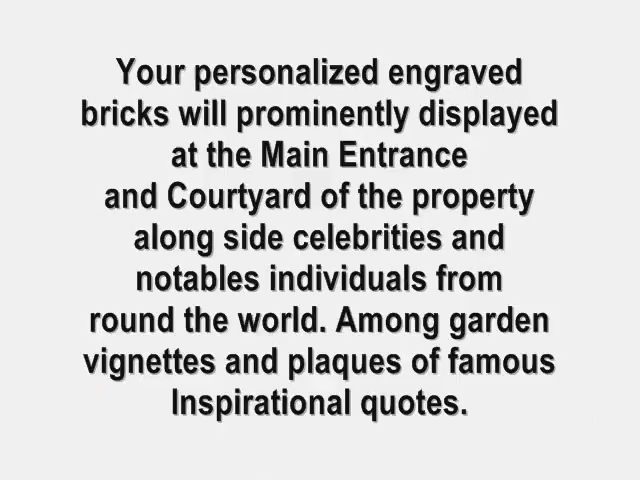 Your personalized engraved
bricks will prominently displayed
at the Main Entrance
and Courtyard of the property
along side celebrities and
notables individuals from
round the world. Among garden
vignettes and plaques of famous
Inspirational quotes.